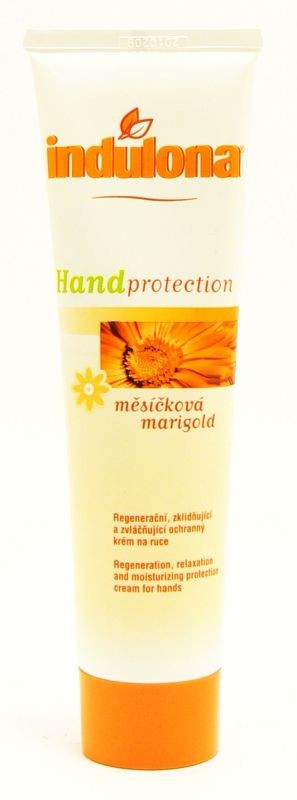 indulona
Hand protection
měsíčková
marigold
Regenerační, zklidňující
a zvláčňující ochranný
krém na ruce
Regeneration, relaxation
and moisturizing protection
cream for hands